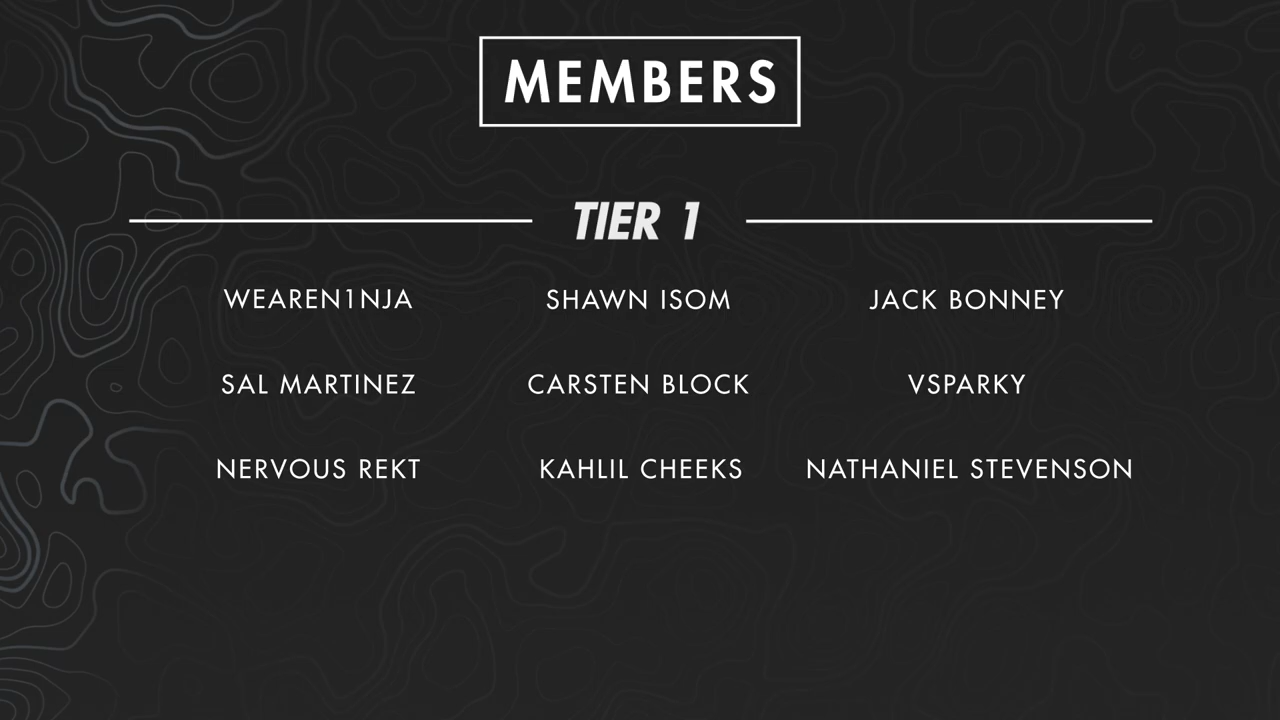 MEMBERS
TIER 1
WEAREN1NJA SHAWN ISOM JACK BONNEY
SAL MARTINEZ CARSTEN BLOCK VSPARKY
NERVOUS REKT KAHLIL CHEEKS NATHANIEL STEVENSON